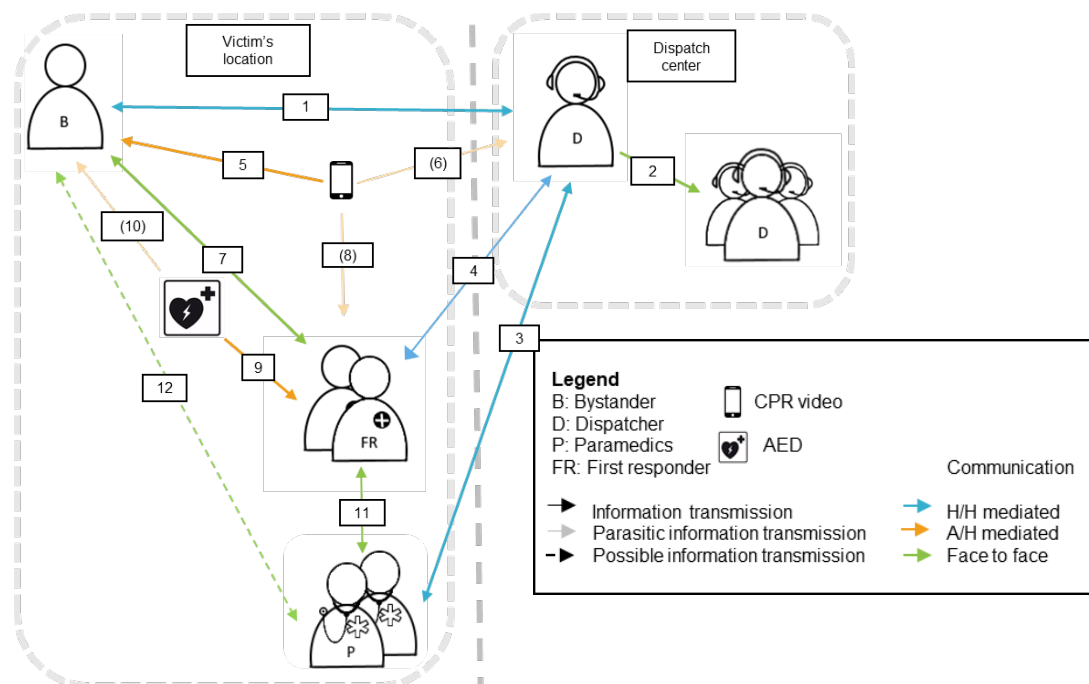 Victim's
location
Dispatch
center
B
1
D
5
(6)
2
D
(10)
7
(8)
4
3
12
9
FR
11
P
Legend
B: Bystander
D: Dispatcher
P: Paramedics
FR: First responder
CPR video
AED
Communication
Information transmission
Parasitic information transmission
Possible information transmission
H/H mediated
A/H mediated
Face to face